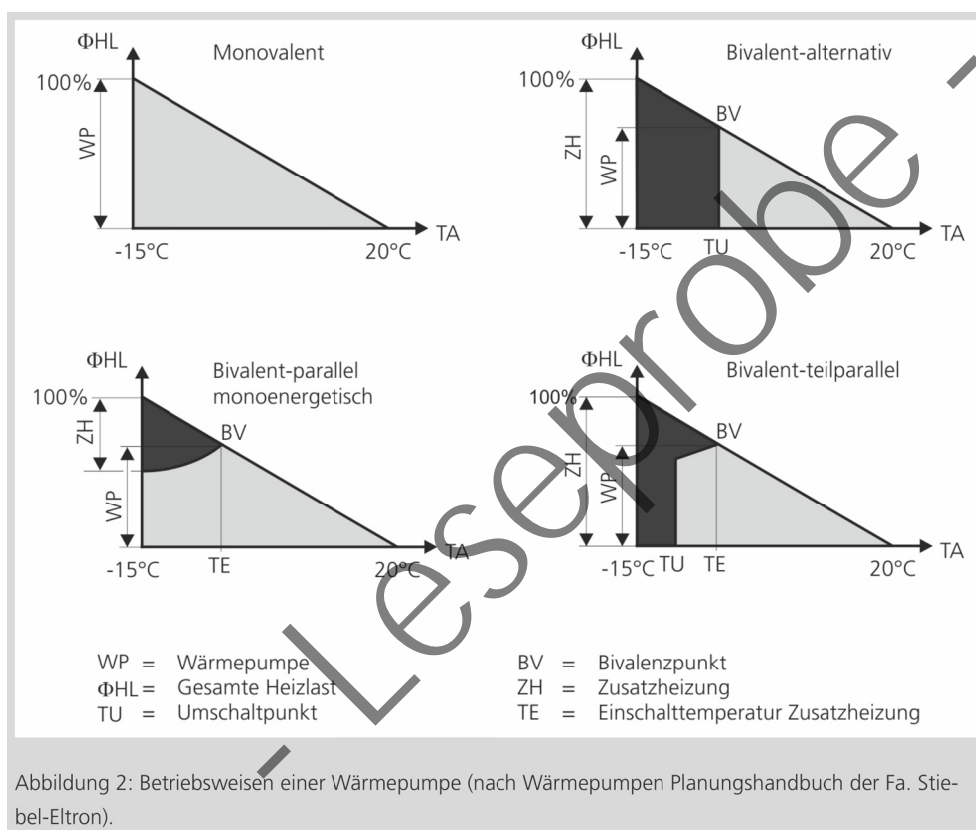 ΦHL
Monovalent
100%
WP
-15°C
20°C
TA
ΦHL
Bivalent-alternativ
100%
ZH
WP
BV
-15°C
TU
20°C
TA
ΦHL
Bivalent-parallel
monoenergetisch
100%
ZH
WP
BV
-15°C
TE
20°C
TA
ΦHL
Bivalent-teilparallel
100%
ZH
WP
BV
-15°C
TU
TE
20°C
TA
WP = Wärmepumpe
ΦHL= Gesamte Heizlast
TU = Umschaltpunkt
BV = Bivalenzpunkt
ZH = Zusatzheizung
TE = Einschalttemperatur Zusatzheizung
- Leseprobe -
Abbildung 2: Betriebsweisen einer Wärmepumpe (nach Wärmepumpen Planungshandbuch der Fa. Stie-
bel-Eltron).